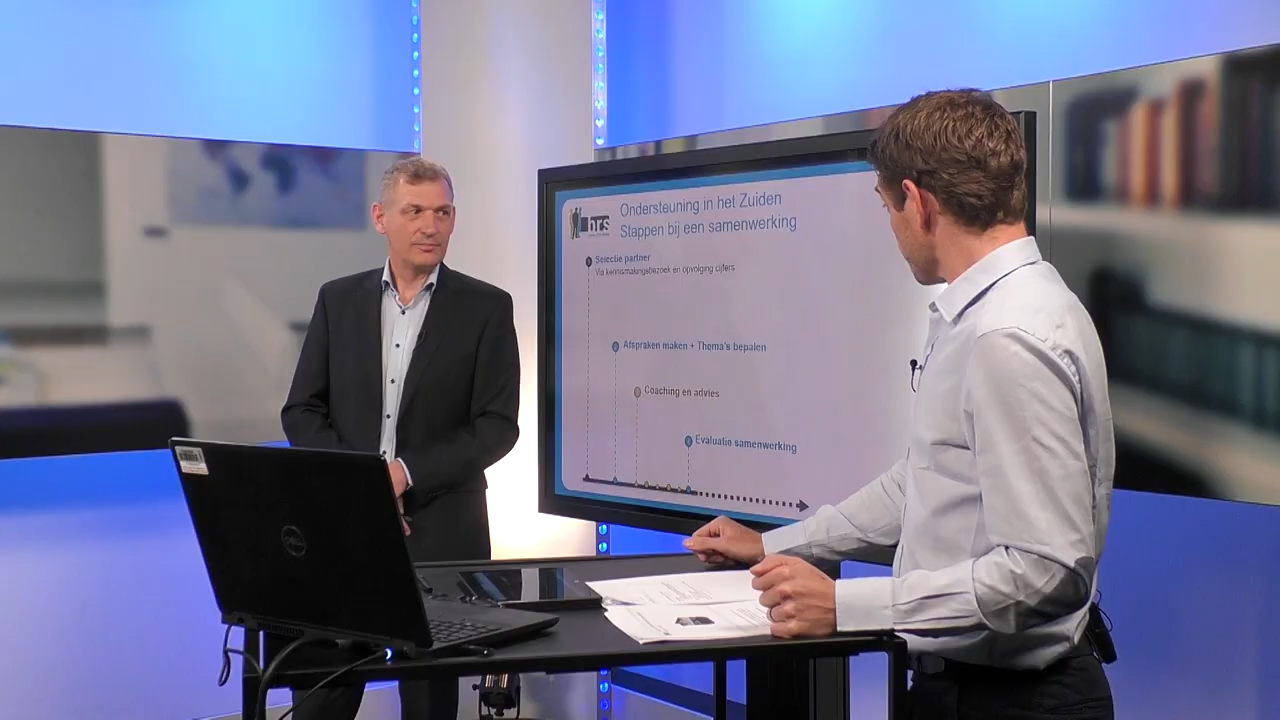 brs
Ondersteuning in het Zuiden
Stappen bij een samenwerking
Selectie partner
Via kennismakingsbezoek en opvolging cijfers
Afspraken maken + Thema's bepalen
Coaching en advies
Evaluatie samenwerking
DELL